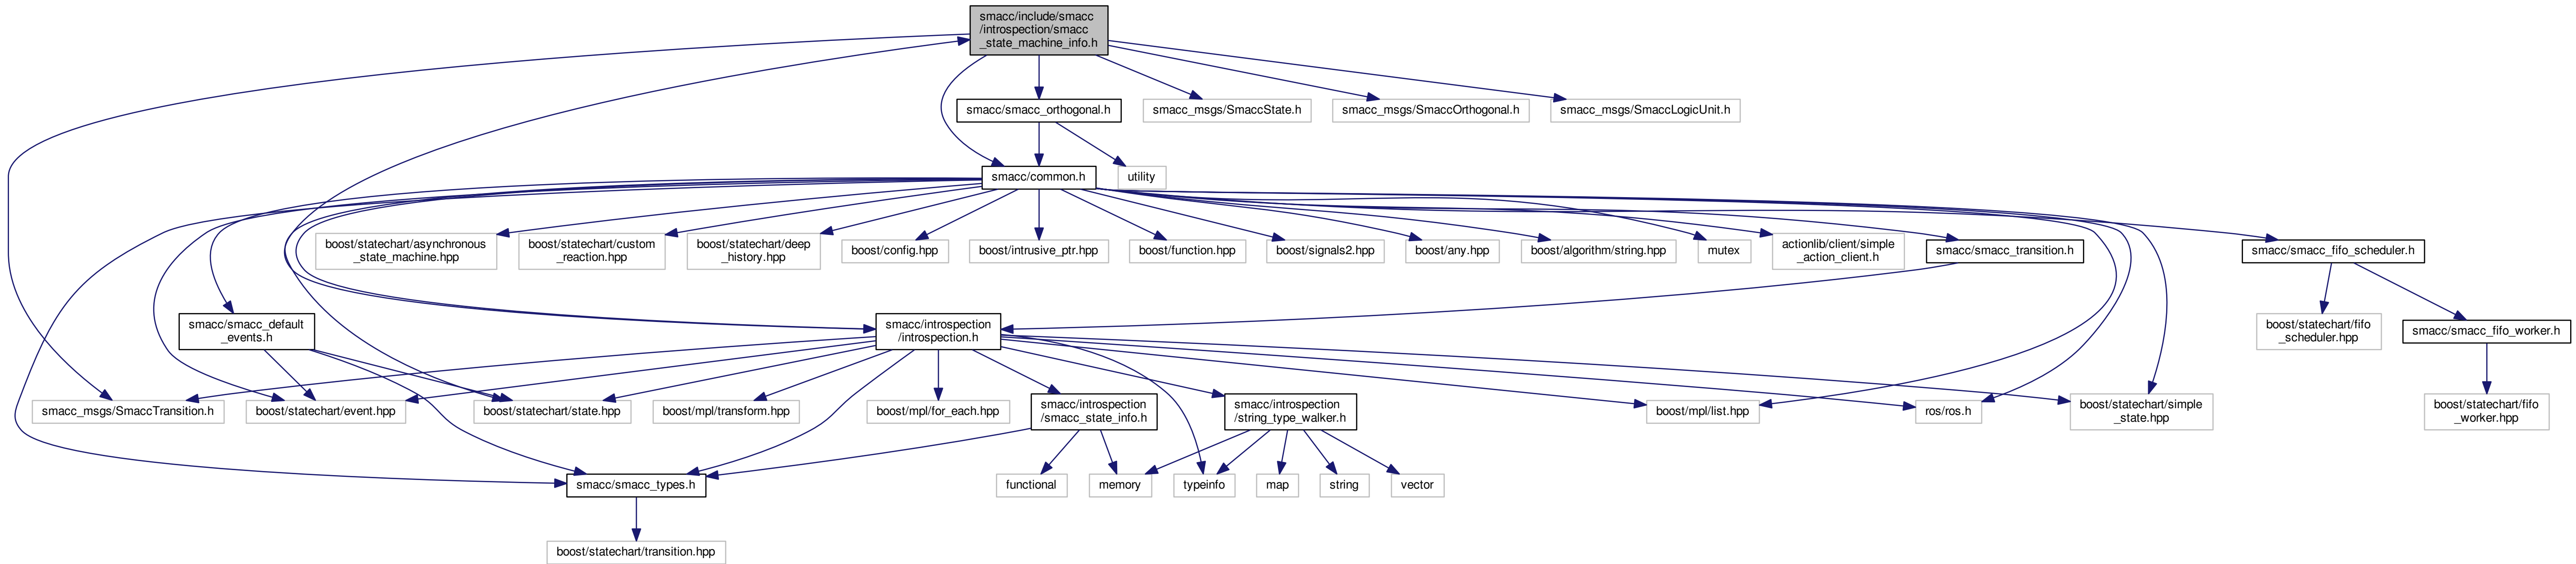 smacc/include/smacc
/introspection/smacc
_state_machine_info.h
smacc/smacc_orthogonal.h
smacc_msgs/SmaccState.h
smacc_msgs/SmaccOrthogonal.h
smacc_msgs/SmaccLogicUnit.h
smacc/common.h
utility
boost/statechart/asynchronous
_state_machine.hpp
boost/statechart/custom
_reaction.hpp
boost/statechart/deep
_history.hpp
boost/config.hpp
boost/intrusive_ptr.hpp
boost/function.hpp
boost/signals2.hpp
boost/any.hpp
boost/algorithm/string.hpp
mutex
actionlib/client/simple
_action_client.h
smacc/smacc_transition.h
smacc/smacc_fifo_scheduler.h
smacc/smacc_default
_events.h
smacc/introspection
/introspection.h
boost/statechart/fifo
_scheduler.hpp
smacc/smacc_fifo_worker.h
smacc_msgs/SmaccTransition.h
boost/statechart/event.hpp
boost/statechart/state.hpp
boost/mpl/transform.hpp
boost/mpl/for_each.hpp
smacc/introspection
/smacc_state_info.h
smacc/introspection
/string_type_walker.h
boost/mpl/list.hpp
ros/ros.h
boost/statechart/simple
_state.hpp
boost/statechart/fifo
_worker.hpp
smacc/smacc_types.h
functional
memory
typeinfo
map
string
vector
boost/statechart/transition.hpp